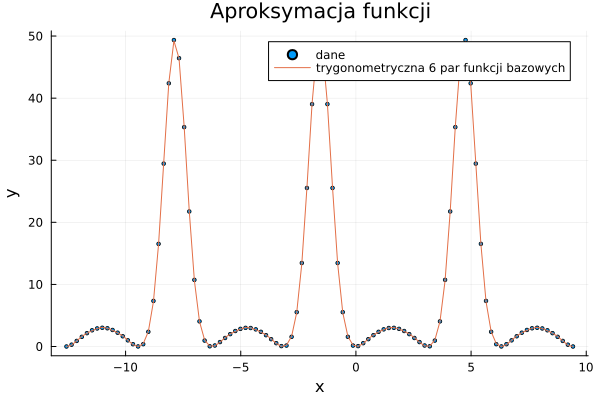 Aproksymacja funkcji
dane
trygonometryczna 6 par funkcji bazowych
50
40
30
20
10
0
y
−10
−5
0
5
10
x